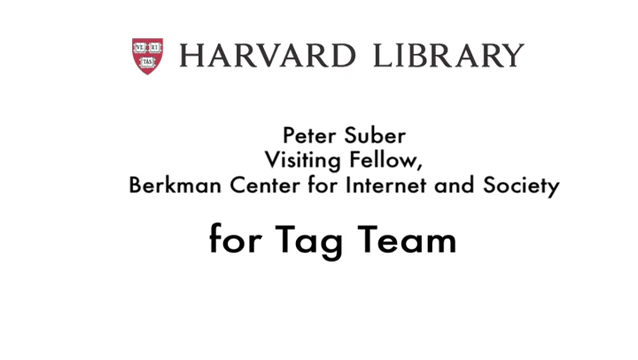 HARVARD LIBRARY
Peter Suber
Visiting Fellow,
Berkman Center for Internet and Society
for Tag Team